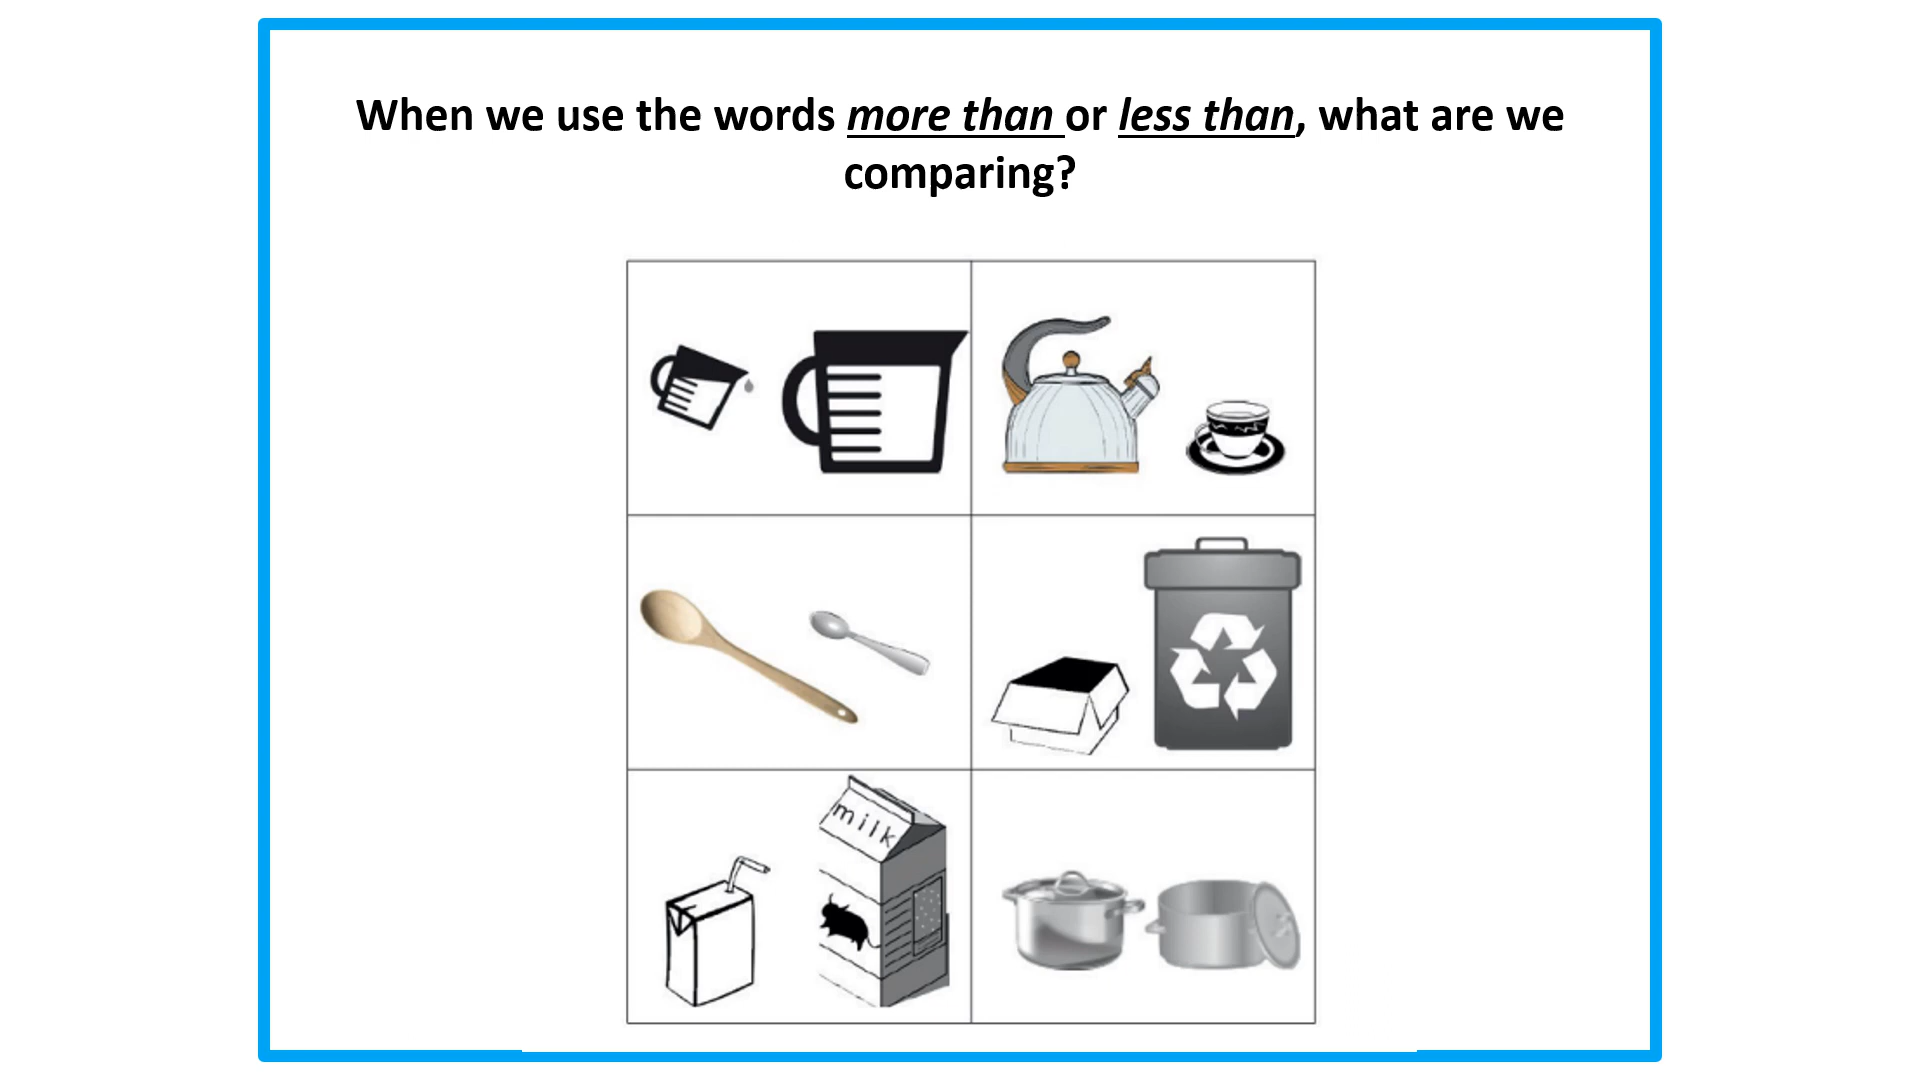 When we use the words more than or less than, what are we
comparing?
milk